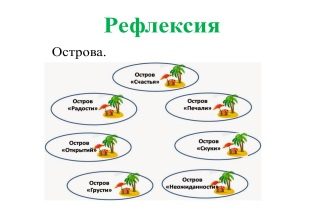 Рефлексия
Острова.
Остров
«Счастья»
Остров
«Радости»
Остров
«Печали»
Остров
«Открытий»
Остров
«Скуки»
Остров
«Грусти»
Остров
«Неожиданности»